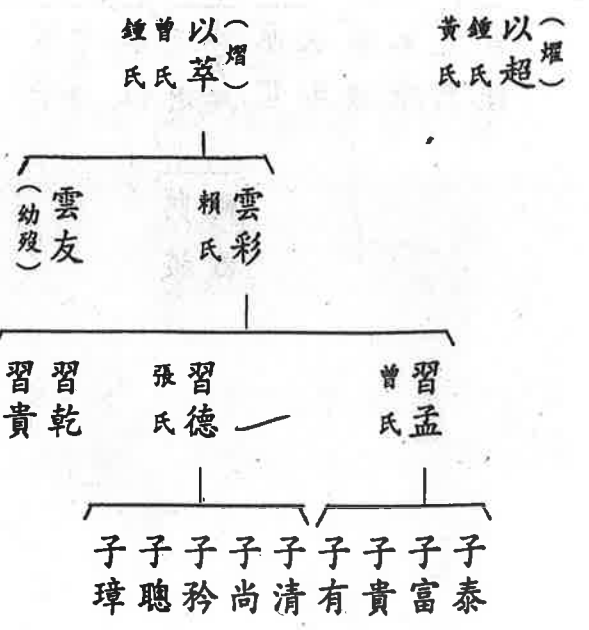 以超
(燿)
鍾氏
黃氏
以萃
(熠)
曾氏
鍾氏
雲彩
賴氏
雲友
(幼歿)
習孟
曾氏
習德
張氏
習乾
習貴
子泰
子富
子貴
子有
子清
子尚
子矜
子聰
子璋